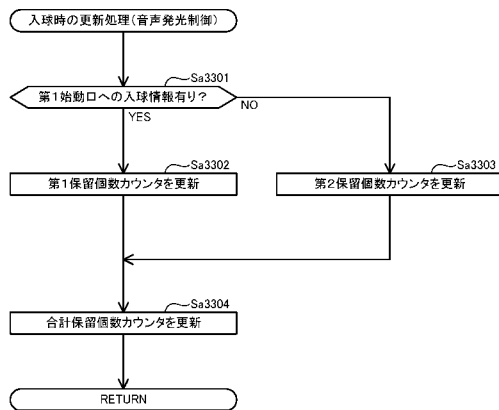 入球時の更新処理(音声発光制御)
Sa3301
第1始動口への入球情報有り?
NO
YES
Sa3302
第1保留個数カウンタを更新
Sa3303
第2保留個数カウンタを更新
Sa3304
合計保留個数カウンタを更新
RETURN